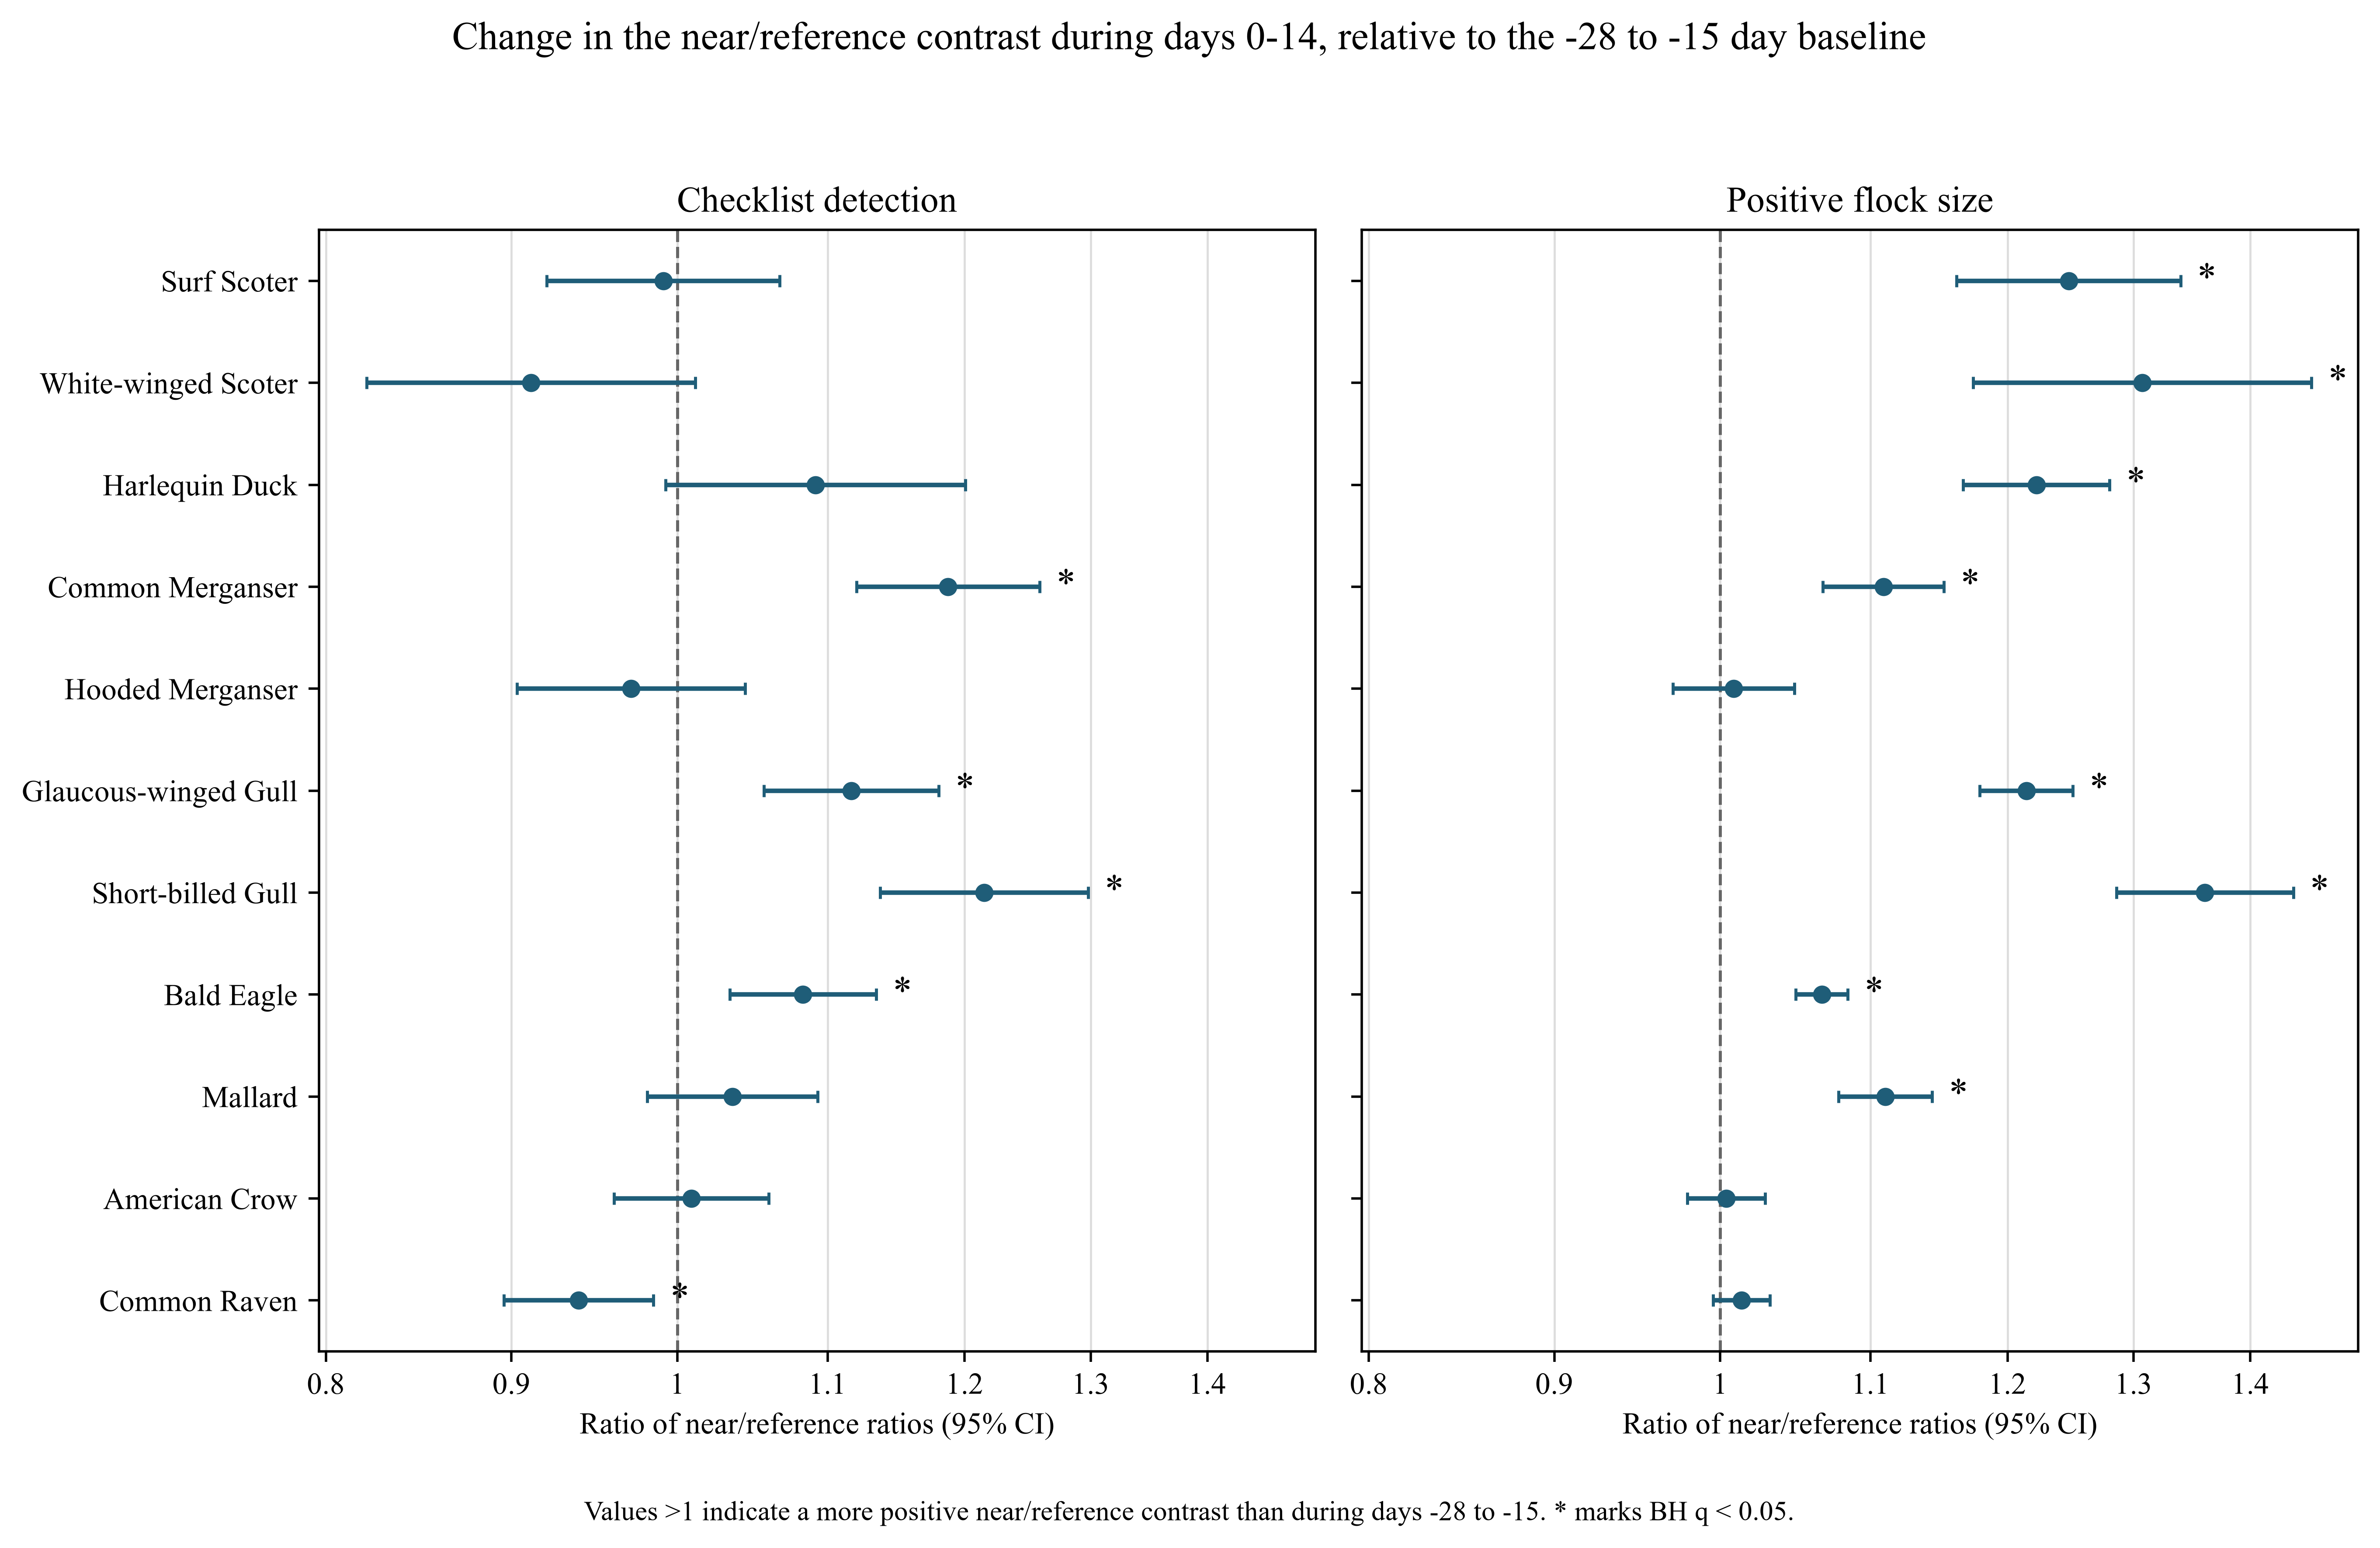 Change in the near/reference contrast during days 0-14, relative to the -28 to -15 day baseline
Checklist detection
Positive flock size
Surf Scoter
*
White-winged Scoter
*
Harlequin Duck
*
Common Merganser
*
*
Hooded Merganser
Glaucous-winged Gull
*
*
Short-billed Gull
*
*
Bald Eagle
*
*
Mallard
*
American Crow
Common Raven
*
0.8 0.9 1 1.1 1.2 1.3 1.4
0.8 0.9 1 1.1 1.2 1.3 1.4
Ratio of near/reference ratios (95% CI)
Ratio of near/reference ratios (95% CI)
Values >1 indicate a more positive near/reference contrast than during days -28 to -15. * marks BH q < 0.05.